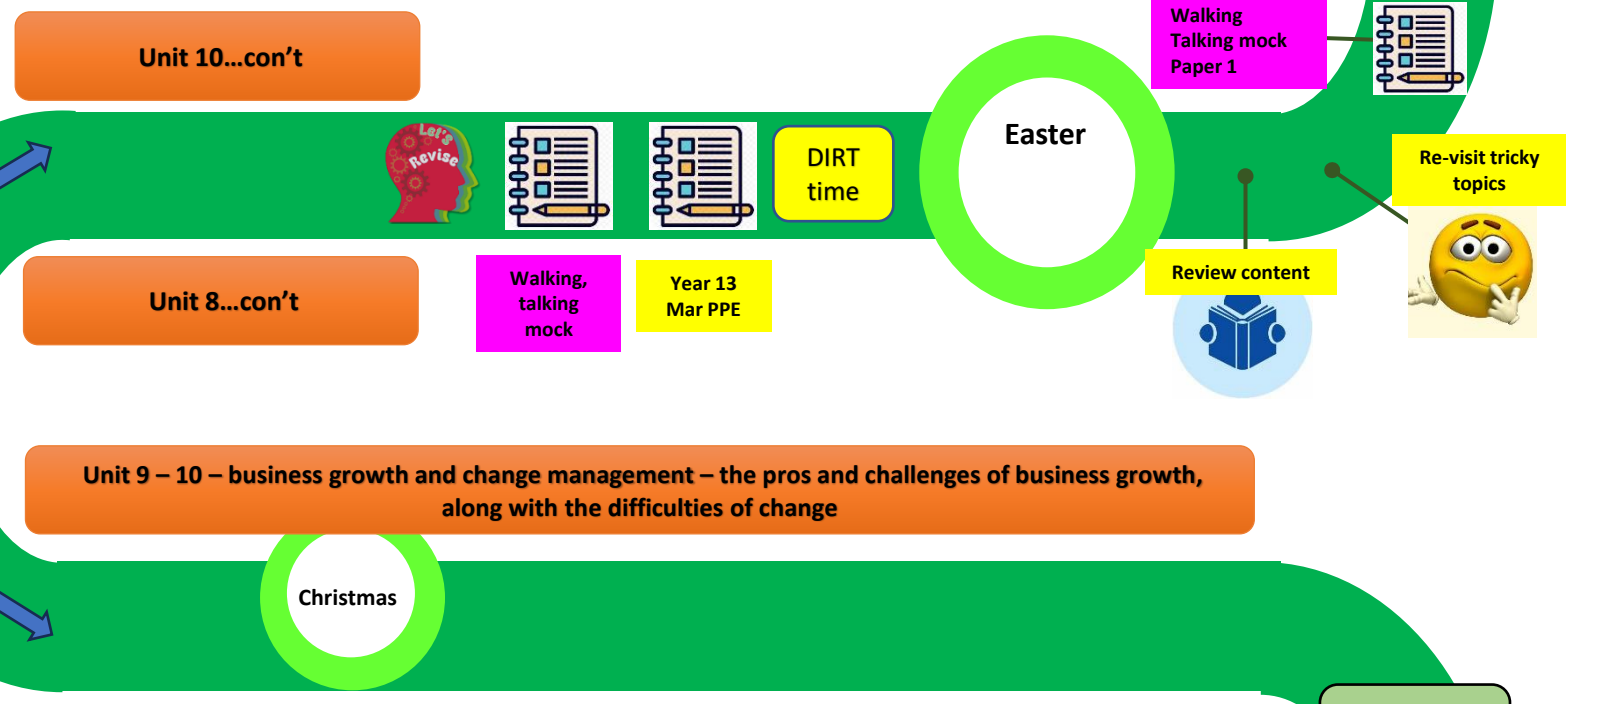 Unit 10...con't
Walking
Talking mock
Paper 1
Let's
Revise
DIRT
time
Easter
Re-visit tricky
topics
Unit 8...con't
Walking,
talking
mock
Year 13
Mar PPE
Review content
Unit 9 – 10 – business growth and change management – the pros and challenges of business growth,
along with the difficulties of change
Christmas